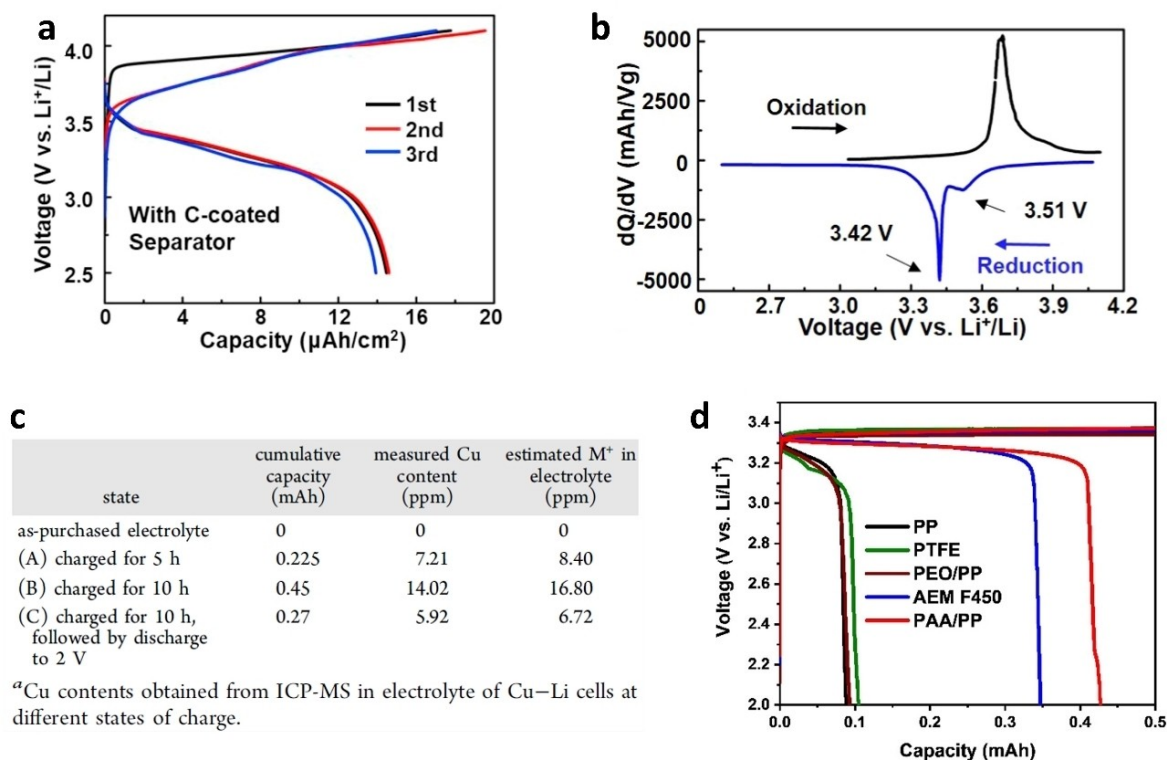 a
4.0
3.5
3.0
2.5
Voltage (V vs. Li⁺/Li)
1st
2nd
3rd
With C-coated
Separator
0 4 8 12 16 20
Capacity (µAh/cm²)
b
5000
2500
0
-2500
-5000
dQ/dV (mAh/Vg)
Oxidation
3.51 V
3.42 V
Reduction
2.7 3.0 3.3 3.6 3.9 4.2
Voltage (V vs. Li⁺/Li)
c
state cumulative capacity (mAh) measured Cu content (ppm) estimated M⁺ in electrolyte (ppm)
as-purchased electrolyte 0 0 0
(A) charged for 5 h 0.225 7.21 8.40
(B) charged for 10 h 0.45 14.02 16.80
(C) charged for 10 h, 0.27 5.92 6.72
followed by discharge
to 2 V
ᵃCu contents obtained from ICP-MS in electrolyte of Cu−Li cells at
different states of charge.
d
3.4
3.2
3.0
2.8
2.6
2.4
2.2
2.0
Voltage (V vs. Li/Li⁺)
PP
PTFE
PEO/PP
AEM F450
PAA/PP
0.0 0.1 0.2 0.3 0.4 0.5
Capacity (mAh)